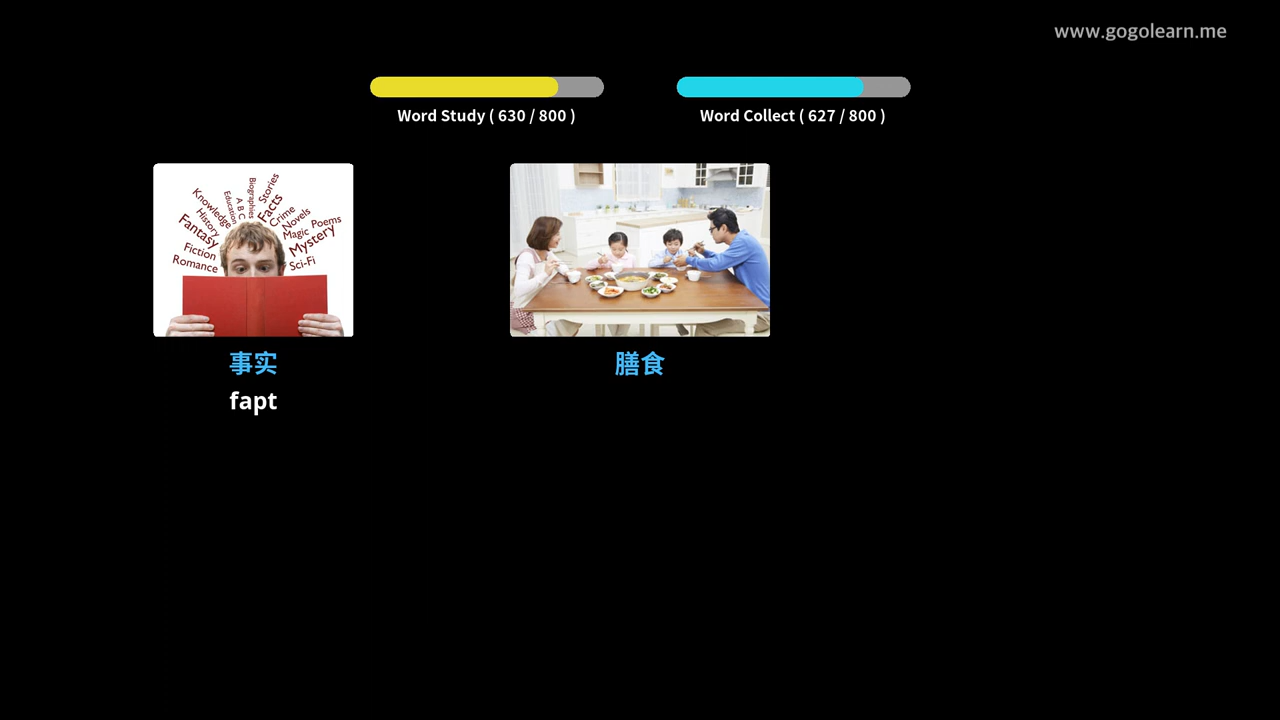 www.gogolearn.me
Word Study ( 630 / 800 )
Word Collect ( 627 / 800 )
Knowledge
History
Fantasy
Fiction
Romance
Education
A B C
Biographies
Stories
Facts
Crime
Novels
Magic
Poems
Mystery
Sci-Fi
事实
fapt
膳食